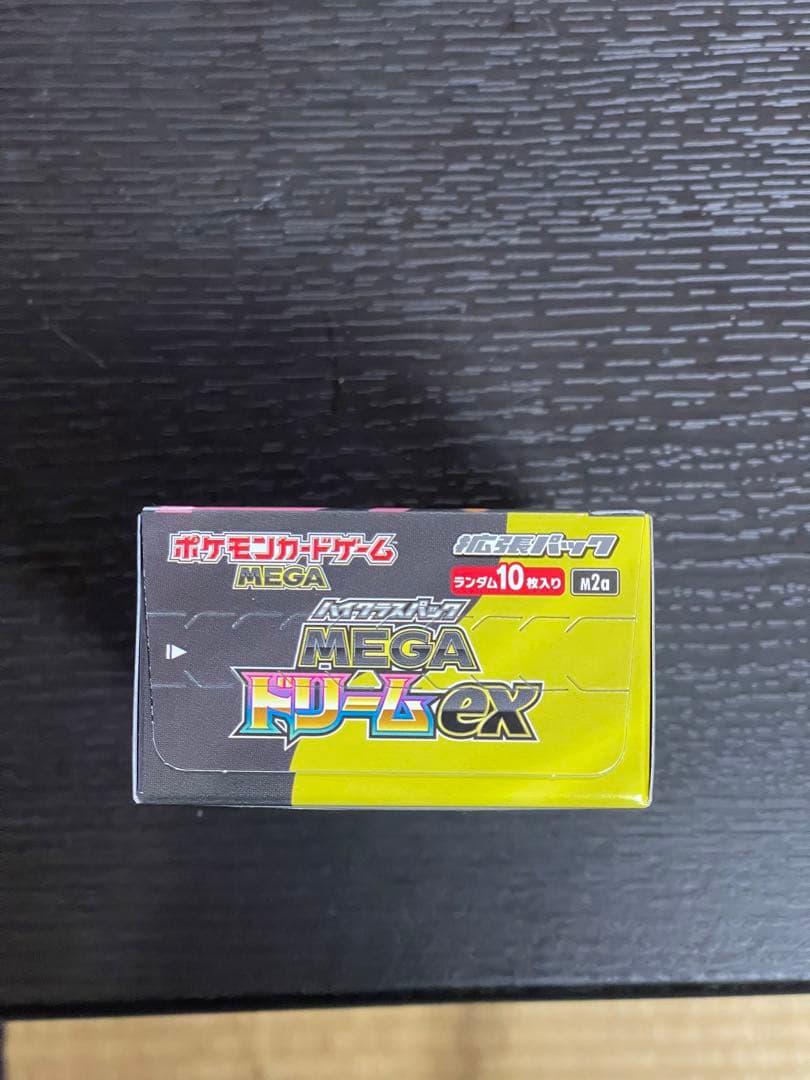 ポケモンカードゲーム
MEGA
拡張パック
ランダム10枚入り M2a
ハイクラスパック
MEGA
ドリームex